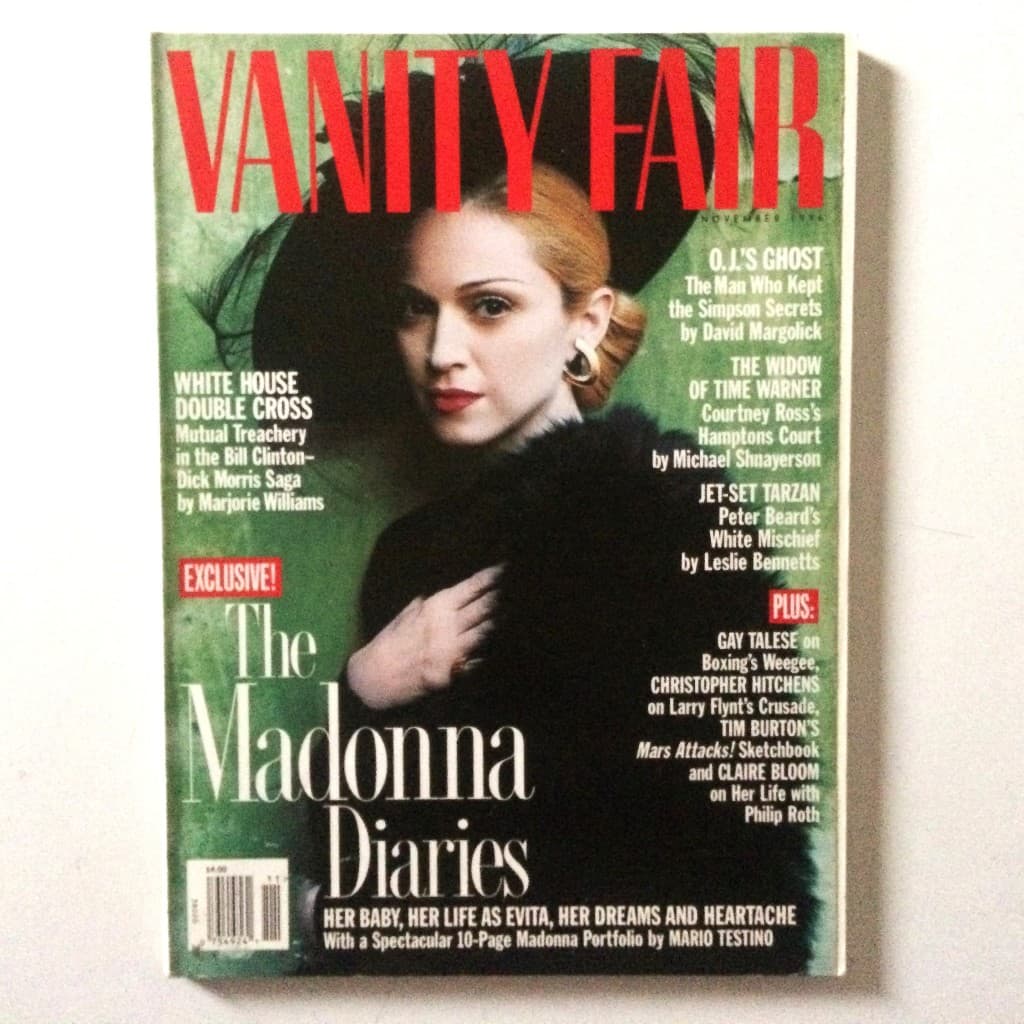 VANITY FAIR
NOVEMBER 1996
O.J.'S GHOST
The Man Who Kept
the Simpson Secrets
by David Margolick
THE WIDOW
OF TIME WARNER
Courtney Ross's
Hamptons Court
by Michael Shnayerson
JET-SET TARZAN
Peter Beard's
White Mischief
by Leslie Bennetts
PLUS:
GAY TALESE on
Boxing's Weegee,
CHRISTOPHER HITCHENS
on Larry Flynt's Crusade,
TIM BURTON'S
Mars Attacks! Sketchbook
and CLAIRE BLOOM
on Her Life with
Philip Roth
WHITE HOUSE
DOUBLE CROSS
Mutual Treachery
in the Bill Clinton–
Dick Morris Saga
by Marjorie Williams
EXCLUSIVE!
The
Madonna
Diaries
HER BABY, HER LIFE AS EVITA, HER DREAMS AND HEARTACHE
With a Spectacular 10-Page Madonna Portfolio by MARIO TESTINO
11